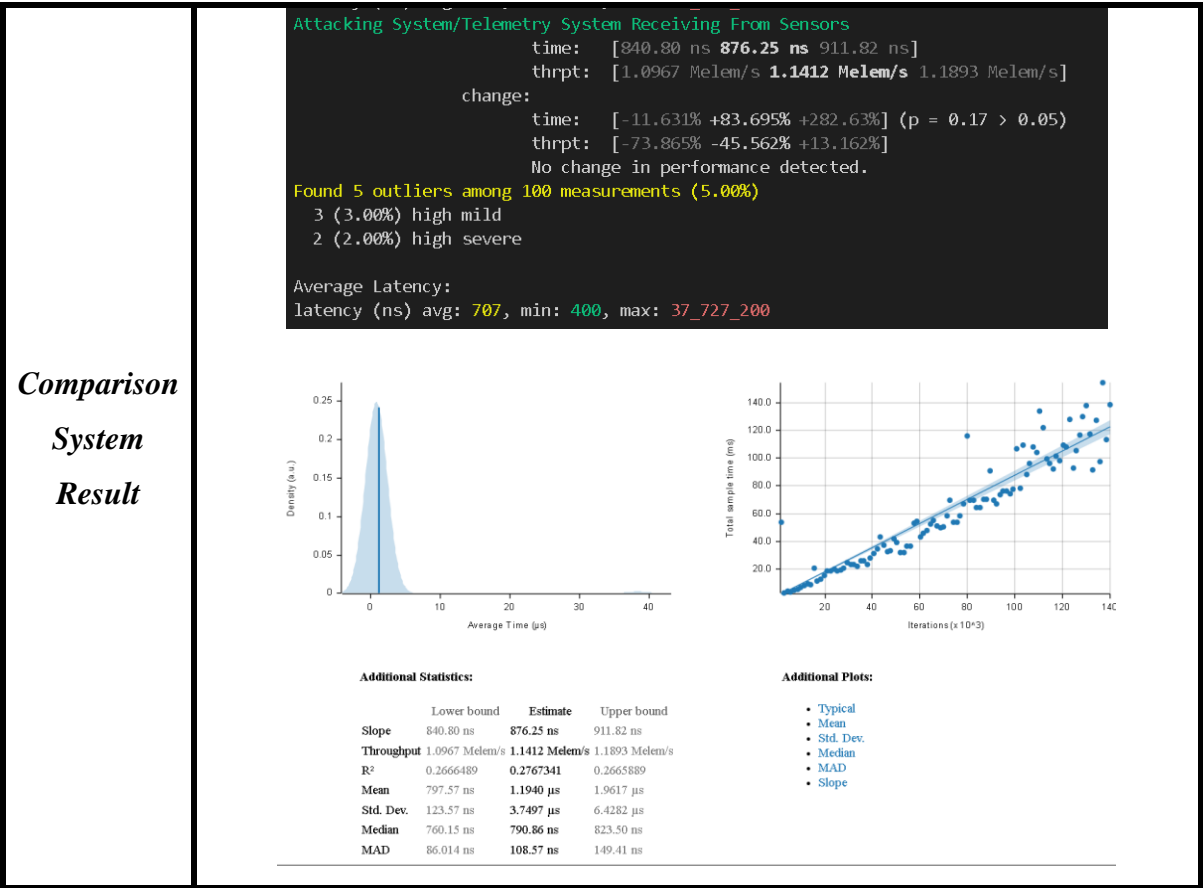 Comparison
System
Result
Attacking System/Telemetry System Receiving From Sensors
time: [840.80 ns 876.25 ns 911.82 ns]
thrpt: [1.0967 Melem/s 1.1412 Melem/s 1.1893 Melem/s]
change:
time: [-11.631% +83.695% +282.63%] (p = 0.17 > 0.05)
thrpt: [-73.865% -45.562% +13.162%]
No change in performance detected.
Found 5 outliers among 100 measurements (5.00%)
3 (3.00%) high mild
2 (2.00%) high severe
Average Latency:
latency (ns) avg: 707, min: 400, max: 37_727_200
Density (a.u.)
0.25
0.2
0.15
0.1
0.05
0
0 10 20 30 40
Average Time (µs)
Total sample time (ms)
140.0
120.0
100.0
80.0
60.0
40.0
20.0
20 40 60 80 100 120 140
Iterations (x 10^3)
Additional Statistics:
Lower bound Estimate Upper bound
Slope 840.80 ns 876.25 ns 911.82 ns
Throughput 1.0967 Melem/s 1.1412 Melem/s 1.1893 Melem/s
R² 0.2666489 0.2767341 0.2665889
Mean 797.57 ns 1.1940 µs 1.9617 µs
Std. Dev. 123.57 ns 3.7497 µs 6.4282 µs
Median 760.15 ns 790.86 ns 823.50 ns
MAD 86.014 ns 108.57 ns 149.41 ns
Additional Plots:
• Typical
• Mean
• Std. Dev.
• Median
• MAD
• Slope